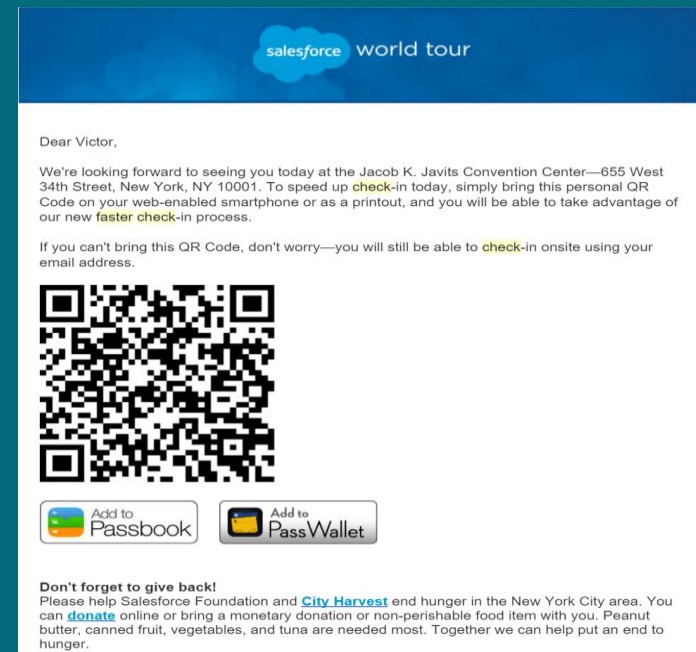 salesforce world tour
Dear Victor,
We're looking forward to seeing you today at the Jacob K. Javits Convention Center—655 West
34th Street, New York, NY 10001. To speed up check-in today, simply bring this personal QR
Code on your web-enabled smartphone or as a printout, and you will be able to take advantage of
our new faster check-in process.
If you can't bring this QR Code, don't worry—you will still be able to check-in onsite using your
email address.
Add to
Passbook
Add to
PassWallet
Don't forget to give back!
Please help Salesforce Foundation and City Harvest end hunger in the New York City area. You
can donate online or bring a monetary donation or non-perishable food item with you. Peanut
butter, canned fruit, vegetables, and tuna are needed most. Together we can help put an end to
hunger.